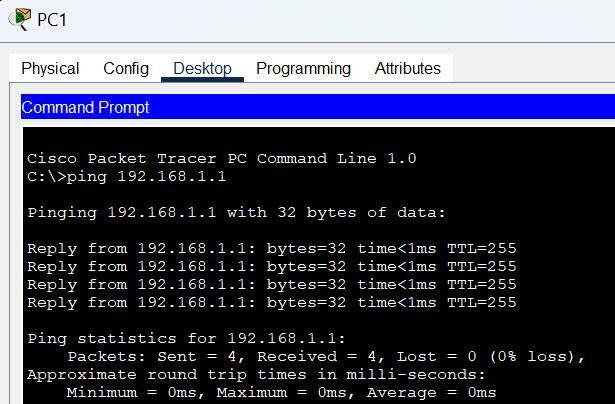 PC1
Physical Config Desktop Programming Attributes
Command Prompt
Cisco Packet Tracer PC Command Line 1.0
C:\>ping 192.168.1.1
Pinging 192.168.1.1 with 32 bytes of data:
Reply from 192.168.1.1: bytes=32 time<1ms TTL=255
Reply from 192.168.1.1: bytes=32 time<1ms TTL=255
Reply from 192.168.1.1: bytes=32 time<1ms TTL=255
Reply from 192.168.1.1: bytes=32 time<1ms TTL=255
Ping statistics for 192.168.1.1:
Packets: Sent = 4, Received = 4, Lost = 0 (0% loss),
Approximate round trip times in milli-seconds:
Minimum = 0ms, Maximum = 0ms, Average = 0ms